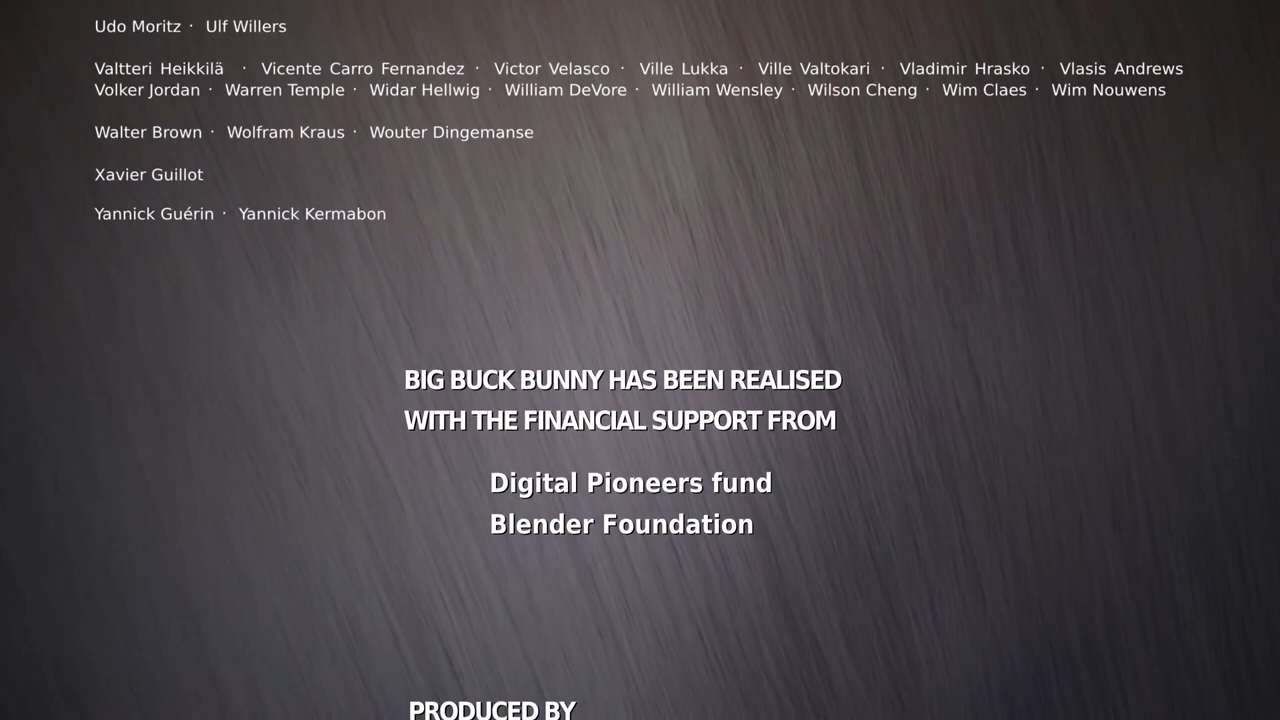 Udo Moritz · Ulf Willers
Valtteri Heikkilä · Vicente Carro Fernandez · Victor Velasco · Ville Lukka · Ville Valtokari · Vladimir Hrasko · Vlasis Andrews
Volker Jordan · Warren Temple · Widar Hellwig · William DeVore · William Wensley · Wilson Cheng · Wim Claes · Wim Nouwens
Walter Brown · Wolfram Kraus · Wouter Dingemanse
Xavier Guillot
Yannick Guérin · Yannick Kermabon
BIG BUCK BUNNY HAS BEEN REALISED
WITH THE FINANCIAL SUPPORT FROM
Digital Pioneers fund
Blender Foundation
PRODUCED BY